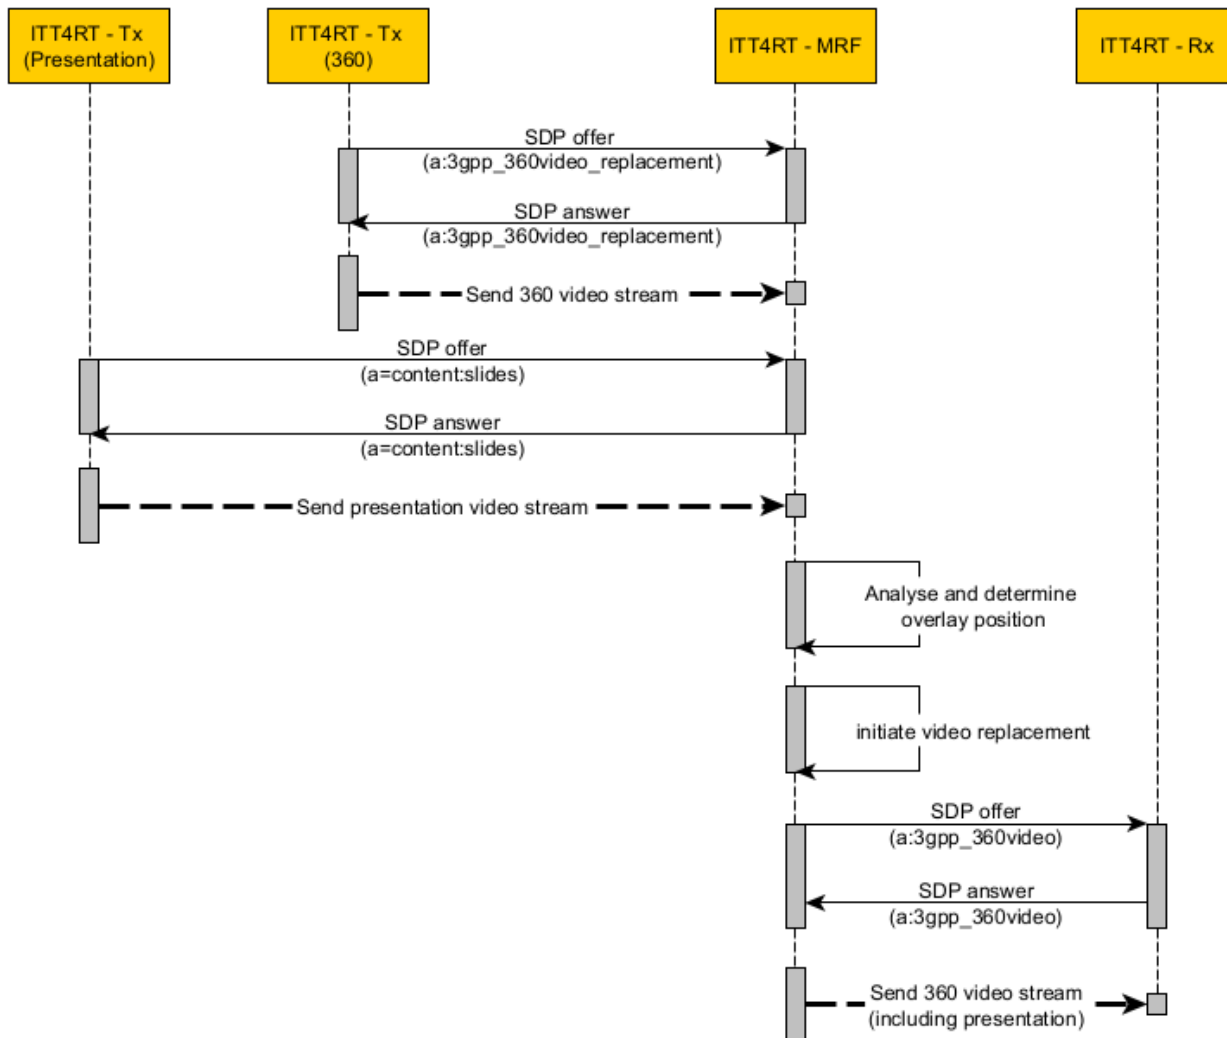 ITT4RT - Tx
(Presentation)
ITT4RT - Tx
(360)
ITT4RT - MRF
ITT4RT - Rx
SDP offer
(a:3gpp_360video_replacement)
SDP answer
(a:3gpp_360video_replacement)
Send 360 video stream
SDP offer
(a=content:slides)
SDP answer
(a=content:slides)
Send presentation video stream
Analyse and determine
overlay position
initiate video replacement
SDP offer
(a:3gpp_360video)
SDP answer
(a:3gpp_360video)
Send 360 video stream
(including presentation)